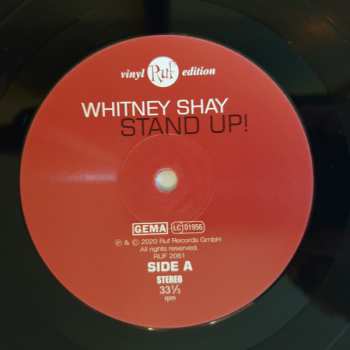 vinyl Ruf edition
WHITNEY SHAY
STAND UP!
GEMA LC 01956
℗ & © 2020 Ruf Records GmbH
All rights reserved.
RUF 2081
SIDE A
STEREO
33⅓
rpm